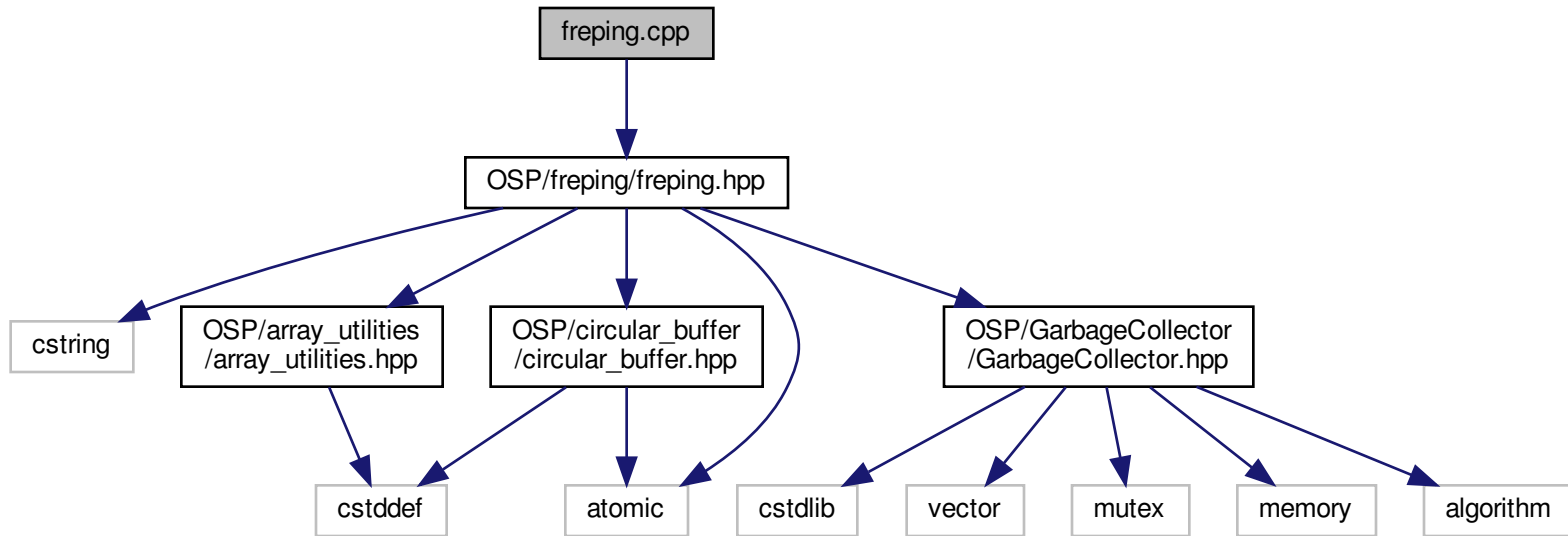 freping.cpp
OSP/freping/freping.hpp
cstring
OSP/array_utilities
/array_utilities.hpp
OSP/circular_buffer
/circular_buffer.hpp
OSP/GarbageCollector
/GarbageCollector.hpp
cstddef
atomic
cstdlib
vector
mutex
memory
algorithm